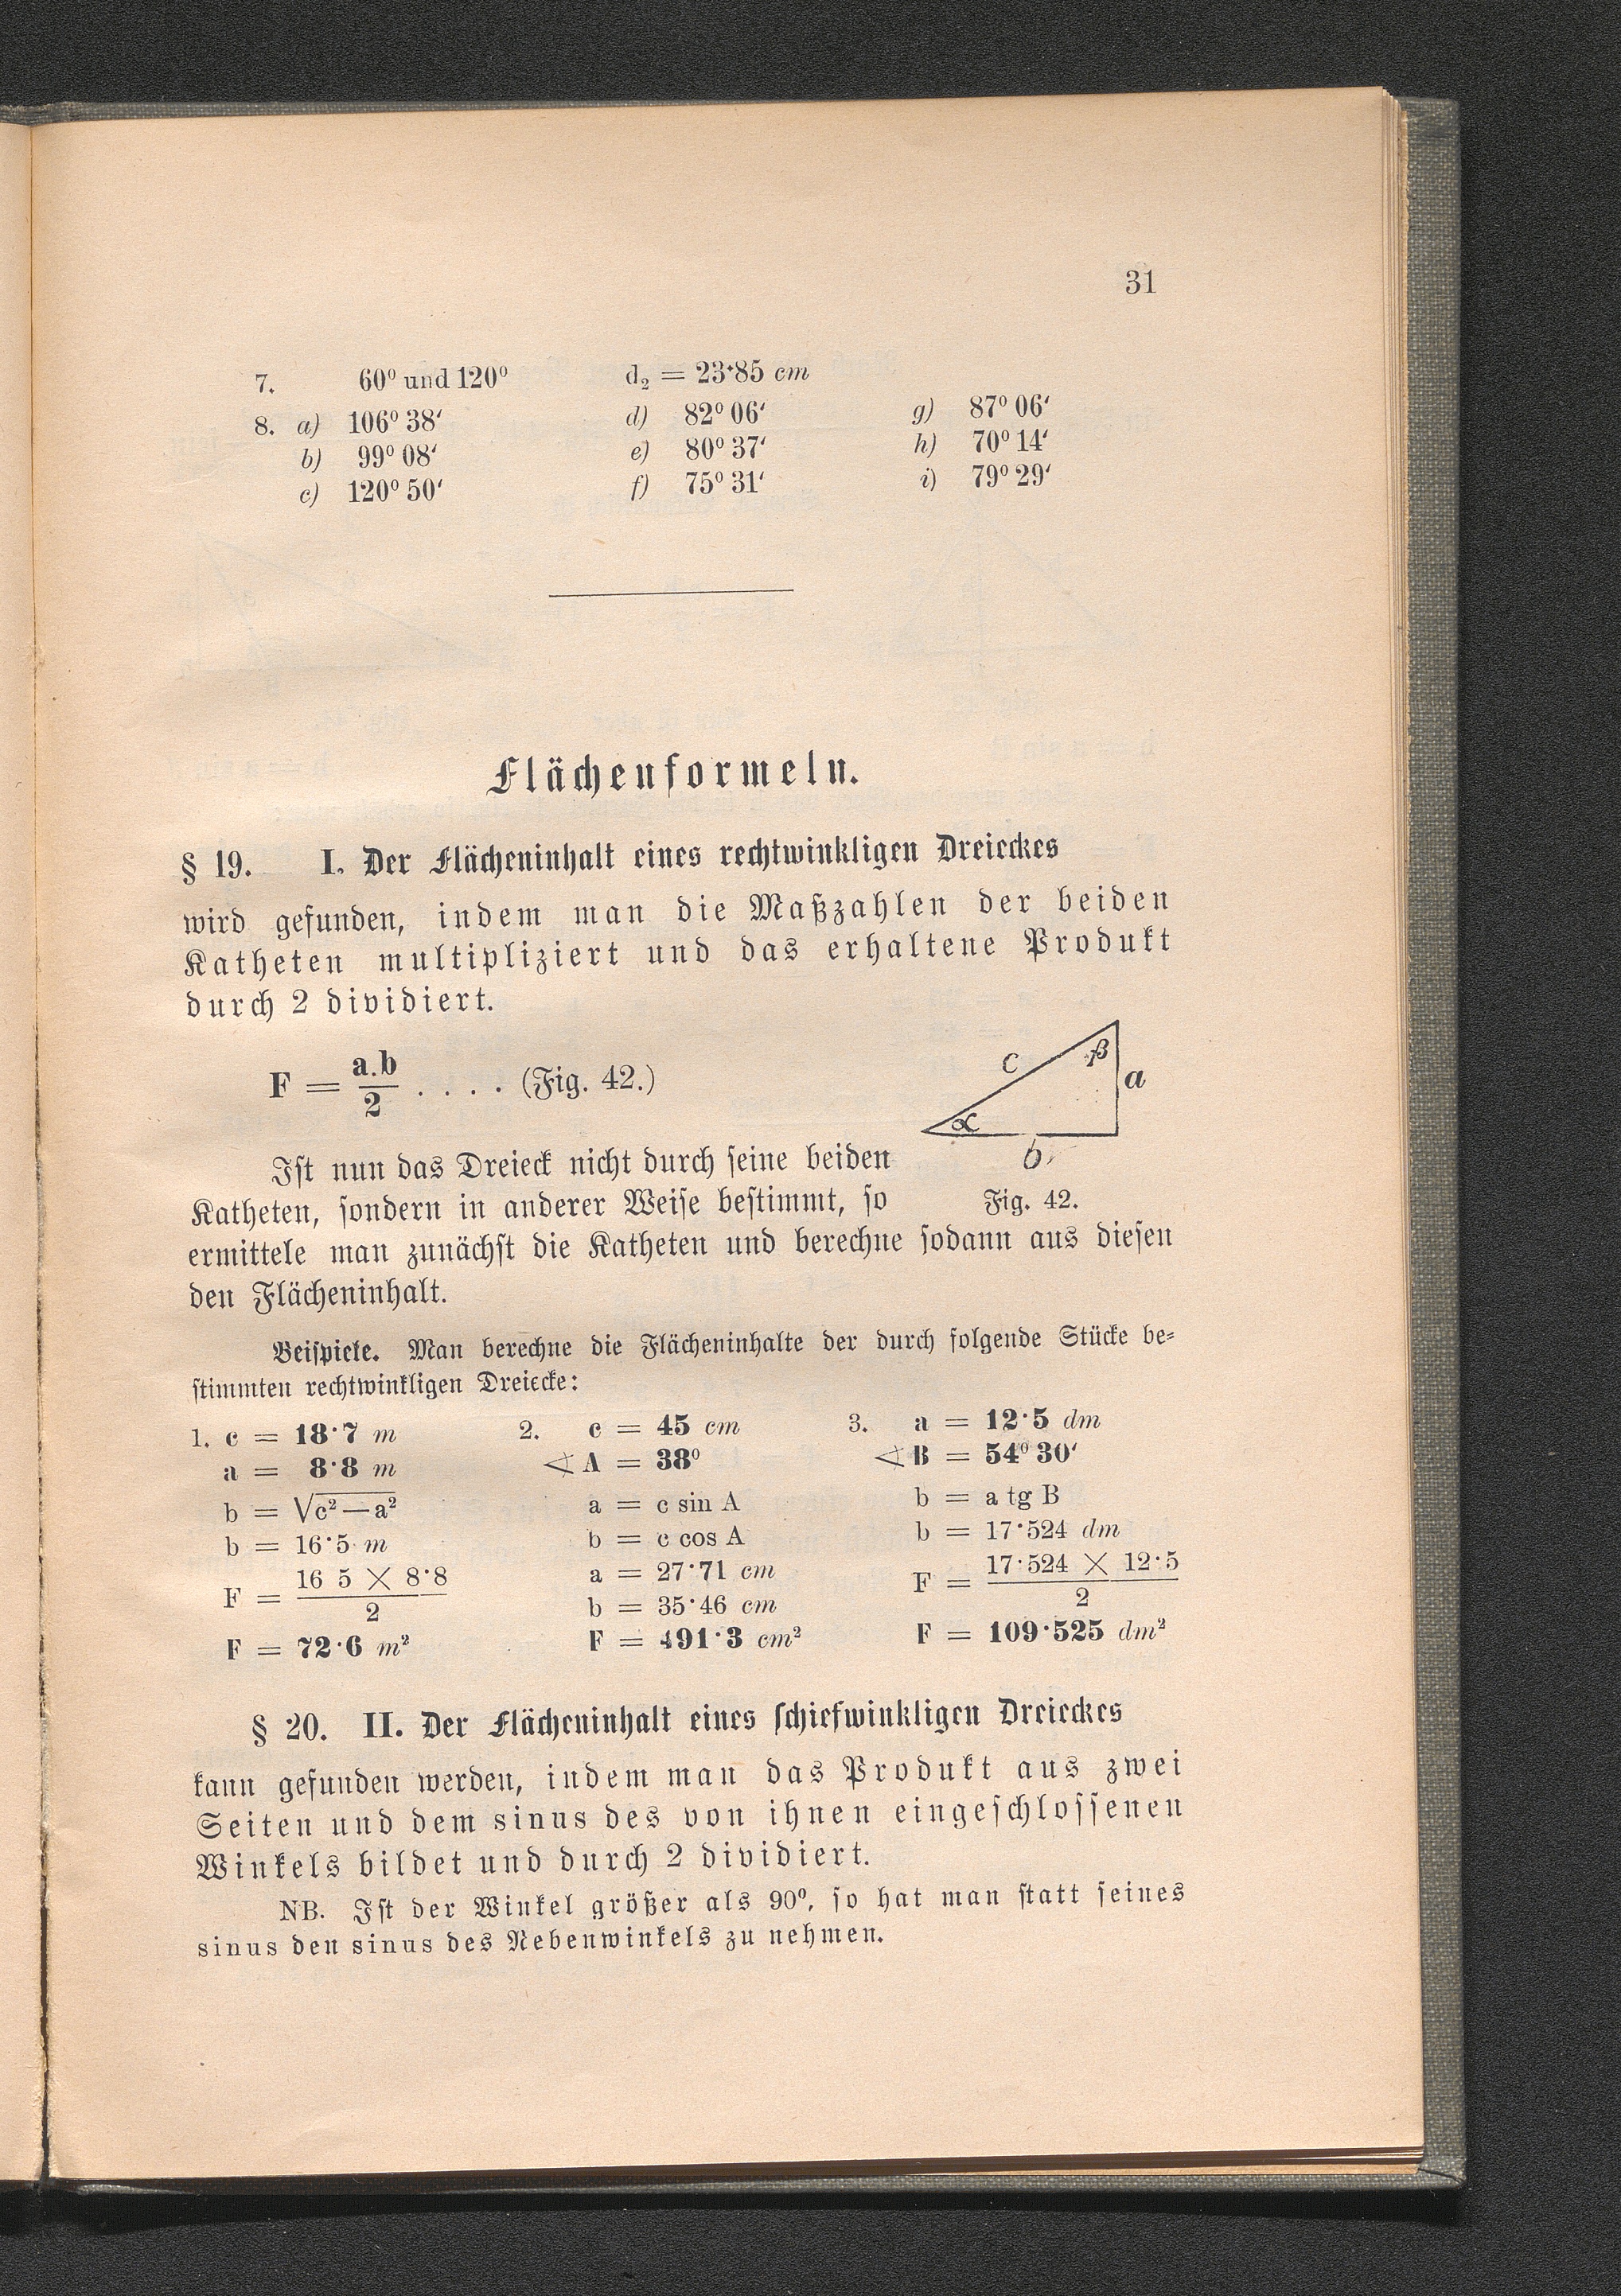 31
7. 60° und 120° d₂ = 23·85 cm
8. a) 106° 38‘ d) 82° 06‘ g) 87° 06‘
b) 99° 08‘ e) 80° 37‘ h) 70° 14‘
c) 120° 50‘ f) 75° 31‘ i) 79° 29‘
Flächenformeln.
§ 19. I. Der Flächeninhalt eines rechtwinkligen Dreieckes
wird gefunden, indem man die Maßzahlen der beiden
Katheten multipliziert und das erhaltene Produkt
durch 2 dividiert.
F = a.b/2 . . . . (Fig. 42.)
c β a
α
b
Ist nun das Dreieck nicht durch seine beiden
Katheten, sondern in anderer Weise bestimmt, so
Fig. 42.
ermittele man zunächst die Katheten und berechne sodann aus diesen
den Flächeninhalt.
Beispiele. Man berechne die Flächeninhalte der durch folgende Stücke be-
stimmten rechtwinkligen Dreiecke:
1. c = 18·7 m
a = 8·8 m
b = √c²—a²
b = 16·5 m
F = 16 5 × 8·8 / 2
F = 72·6 m²
2. c = 45 cm
∢ A = 38°
a = c sin A
b = c cos A
a = 27·71 cm
b = 35·46 cm
F = 491·3 cm²
3. a = 12·5 dm
∢ B = 54° 30‘
b = a tg B
b = 17·524 dm
F = 17·524 × 12·5 / 2
F = 109·525 dm²
§ 20. II. Der Flächeninhalt eines schiefwinkligen Dreieckes
kann gefunden werden, indem man das Produkt aus zwei
Seiten und dem sinus des von ihnen eingeschlossenen
Winkels bildet und durch 2 dividiert.
NB. Ist der Winkel größer als 90°, so hat man statt seines
sinus den sinus des Nebenwinkels zu nehmen.